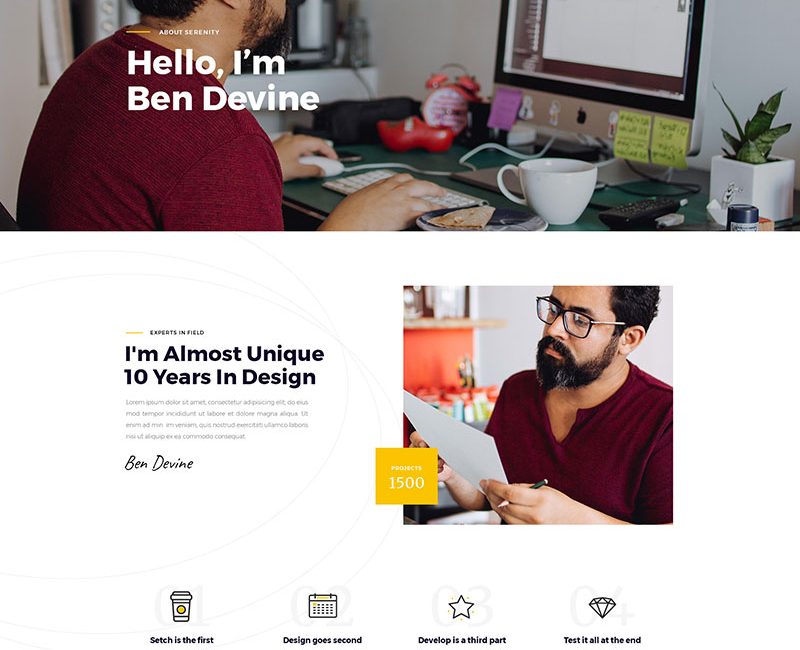 ABOUT SERENITY
Hello, I’m
Ben Devine
EXPERTS IN FIELD
I'm Almost Unique
10 Years In Design
Lorem ipsum dolor sit amet, consectetur adipisicing elit, do eius
mod tempor incididunt ut labore et dolore magna aliqua. Ut
enim ad min im veniam, quis nostrud exerciteti ullamco laboris
nisi ut aliquip ex ea commodo consequat.
Ben Devine
PROJECTS
1500
01
02
03
04
Setch is the first
Design goes second
Develop is a third part
Test it all at the end